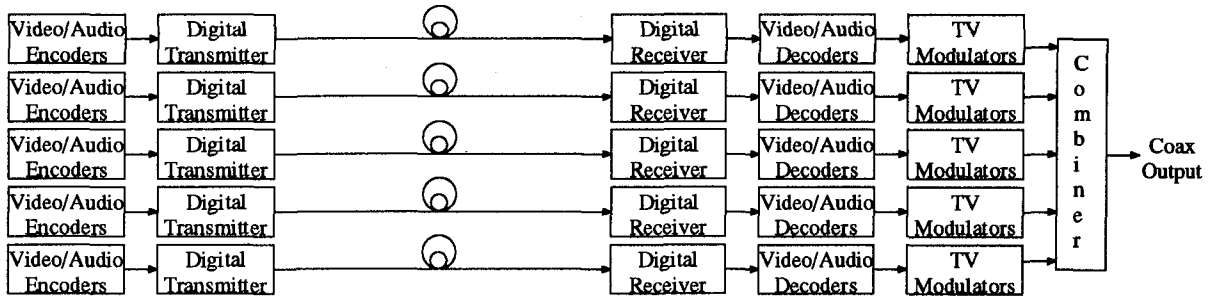 Video/Audio
Encoders
Digital
Transmitter
Digital
Receiver
Video/Audio
Decoders
TV
Modulators
Video/Audio
Encoders
Digital
Transmitter
Digital
Receiver
Video/Audio
Decoders
TV
Modulators
Video/Audio
Encoders
Digital
Transmitter
Digital
Receiver
Video/Audio
Decoders
TV
Modulators
Video/Audio
Encoders
Digital
Transmitter
Digital
Receiver
Video/Audio
Decoders
TV
Modulators
Video/Audio
Encoders
Digital
Transmitter
Digital
Receiver
Video/Audio
Decoders
TV
Modulators
Combiner
Coax
Output